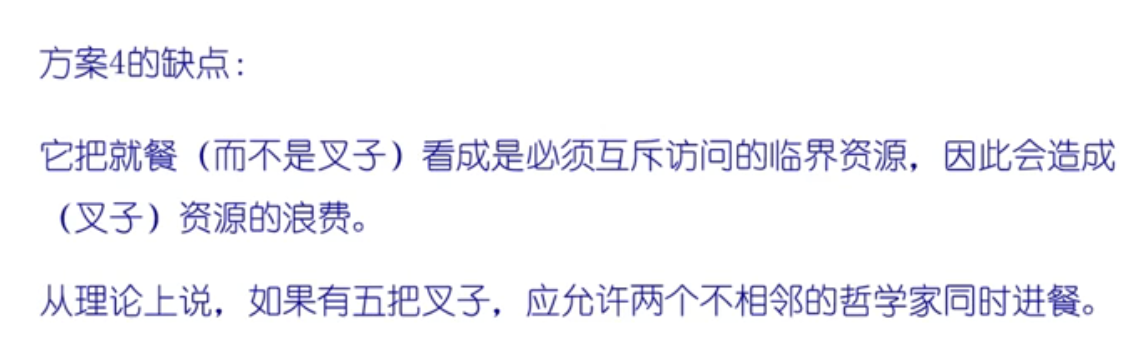 方案4的缺点：
它把就餐（而不是叉子）看成是必须互斥访问的临界资源，因此会造成
（叉子）资源的浪费。
从理论上说，如果有五把叉子，应允许两个不相邻的哲学家同时进餐。